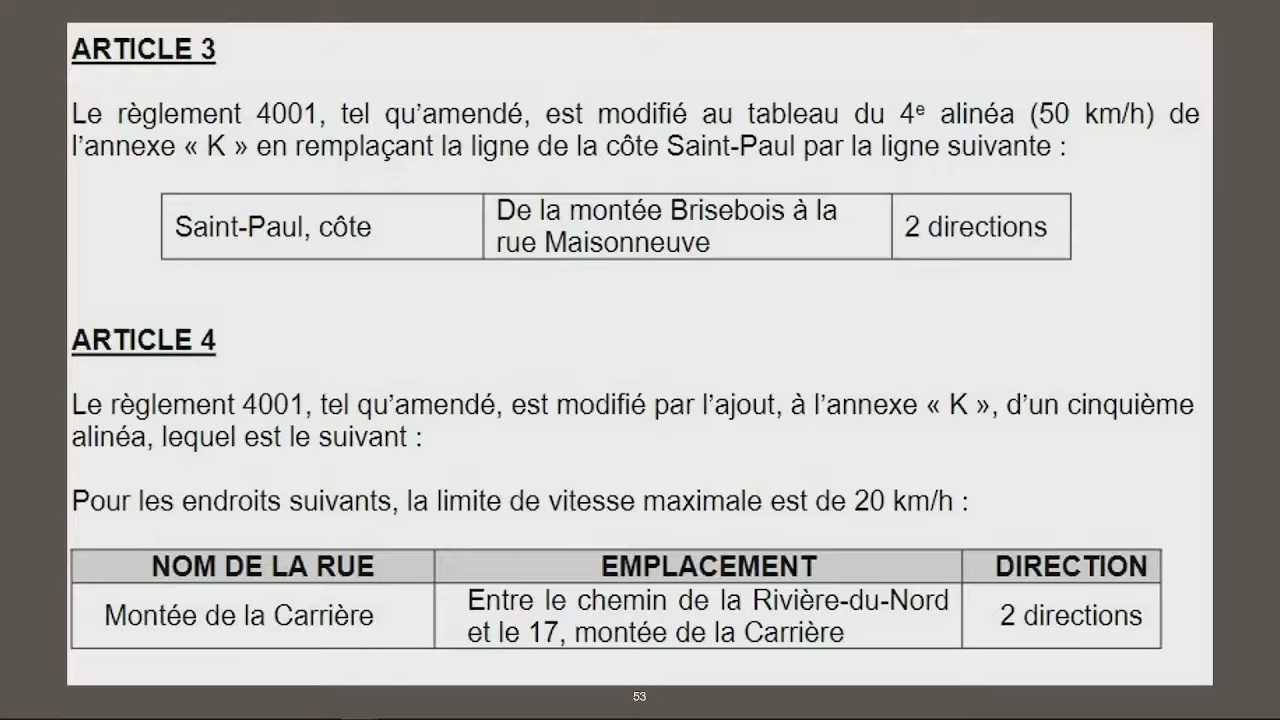 ARTICLE 3
Le règlement 4001, tel qu’amendé, est modifié au tableau du 4e alinéa (50 km/h) de
l’annexe « K » en remplaçant la ligne de la côte Saint-Paul par la ligne suivante :
Saint-Paul, côte
De la montée Brisebois à la
rue Maisonneuve
2 directions
ARTICLE 4
Le règlement 4001, tel qu’amendé, est modifié par l’ajout, à l’annexe « K », d’un cinquième
alinéa, lequel est le suivant :
Pour les endroits suivants, la limite de vitesse maximale est de 20 km/h :
NOM DE LA RUE
EMPLACEMENT
DIRECTION
Montée de la Carrière
Entre le chemin de la Rivière-du-Nord
et le 17, montée de la Carrière
2 directions
53